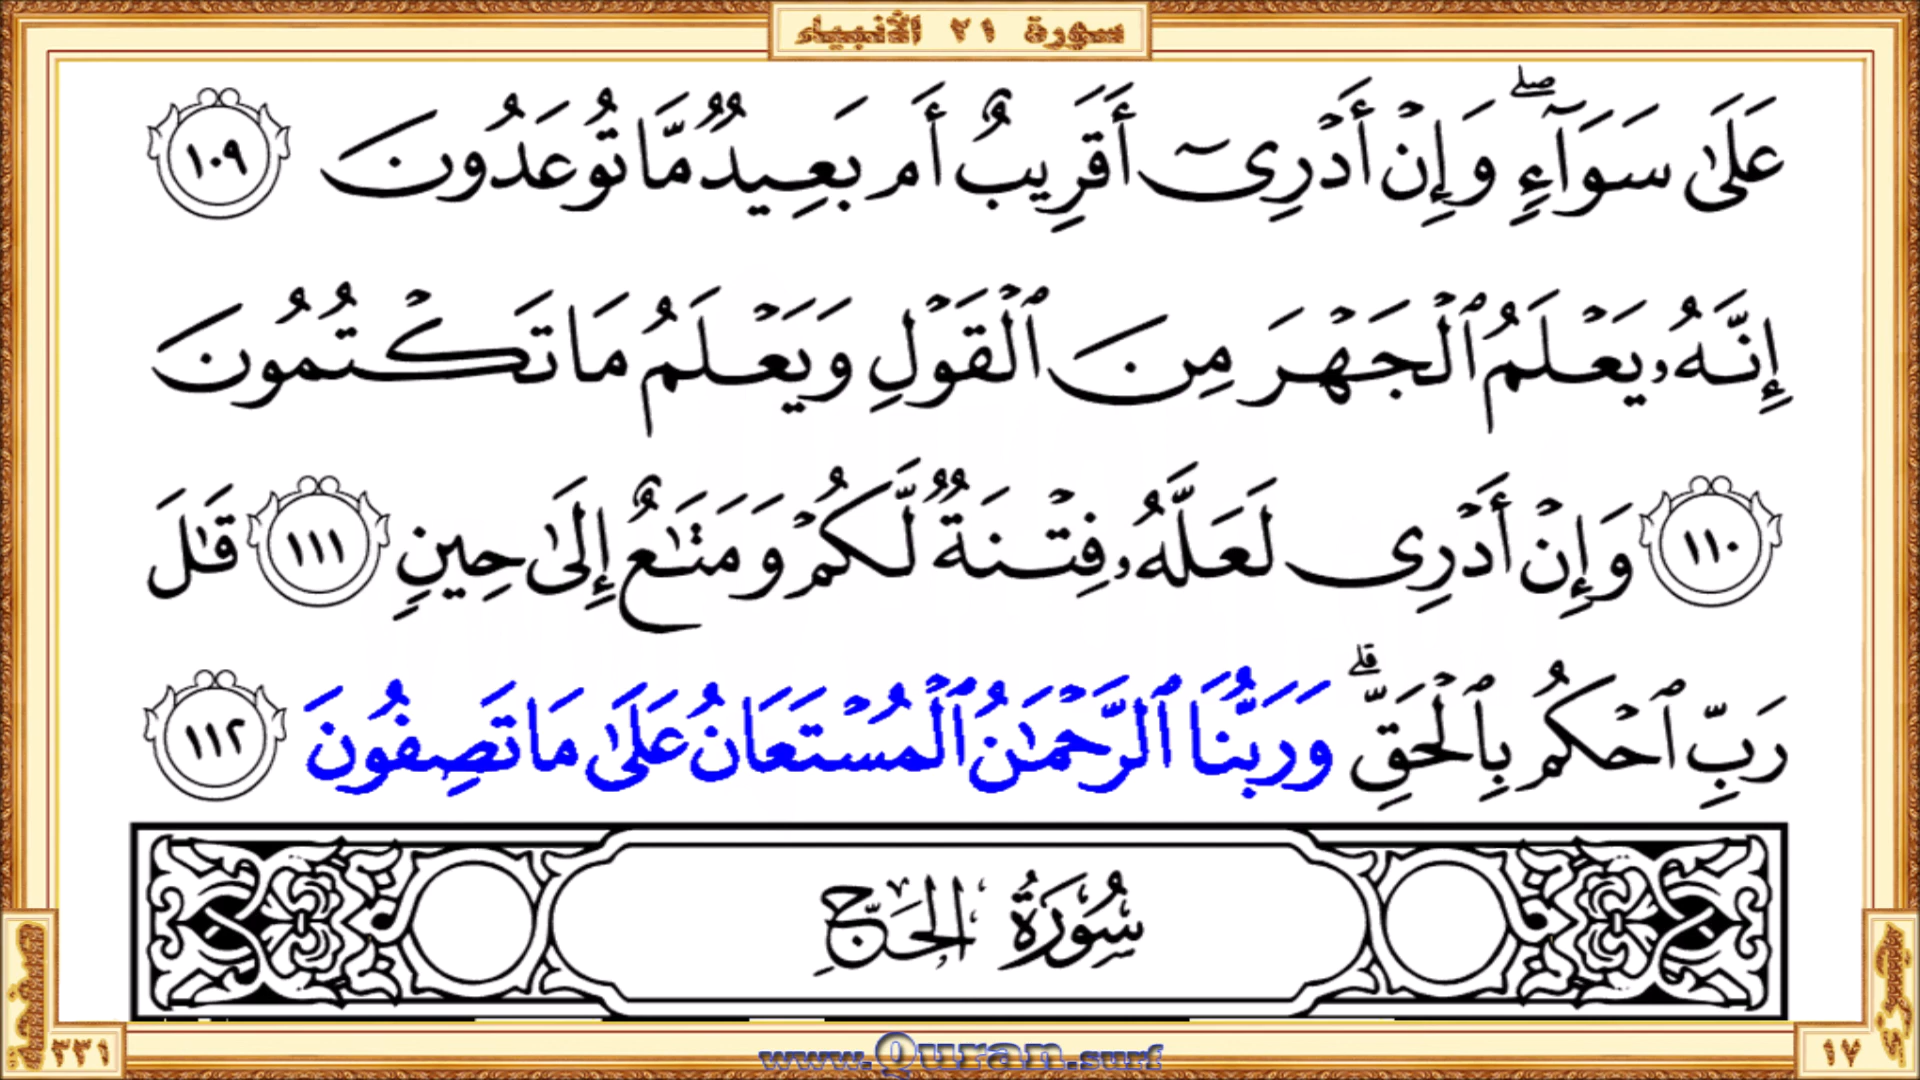 سورة ٢١ الأنبياء
عَلَىٰ سَوَآءٍۖ وَإِنۡ أَدۡرِىٓ أَقَرِيبٌ أَم بَعِيدٌ مَّا تُوعَدُونَ ١٠٩
إِنَّهُۥ يَعۡلَمُ ٱلۡجَهۡرَ مِنَ ٱلۡقَوۡلِ وَيَعۡلَمُ مَا تَكۡتُمُونَ
١١٠ وَإِنۡ أَدۡرِى لَعَلَّهُۥ فِتۡنَةٌ لَّكُمۡ وَمَتَٰعٌ إِلَىٰ حِينٍ ١١١ قَٰلَ
رَبِّ ٱحۡكُم بِٱلۡحَقِّۗ وَرَبُّنَا ٱلرَّحۡمَٰنُ ٱلۡمُسۡتَعَانُ عَلَىٰ مَا تَصِفُونَ ١١٢
سُورَةُ الحَجِّ
١٧
www.Quran.surf
صفحة
٣٣١